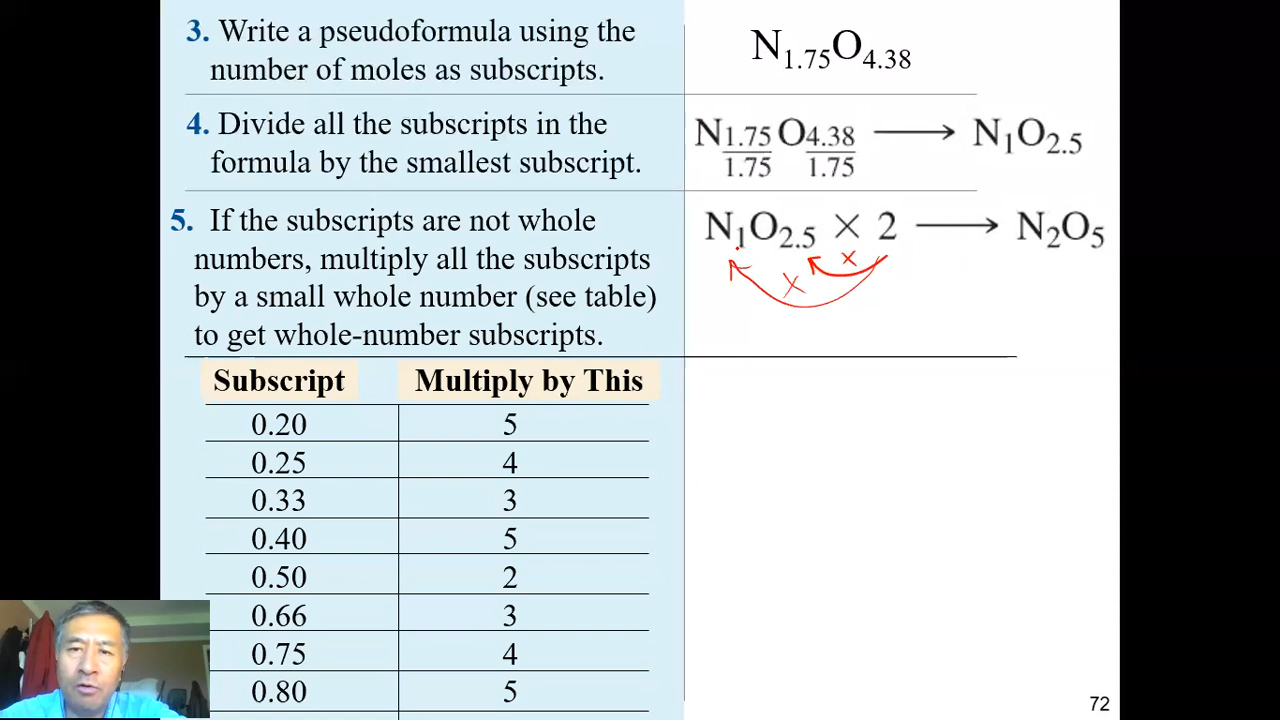 3. Write a pseudoformula using the
number of moles as subscripts.
N1.75O4.38
4. Divide all the subscripts in the
formula by the smallest subscript.
N1.75/1.75 O4.38/1.75 ⟶ N1O2.5
5. If the subscripts are not whole
numbers, multiply all the subscripts
by a small whole number (see table)
to get whole-number subscripts.
N1O2.5 × 2 ⟶ N2O5
× ×
Subscript Multiply by This
0.20 5
0.25 4
0.33 3
0.40 5
0.50 2
0.66 3
0.75 4
0.80 5
72